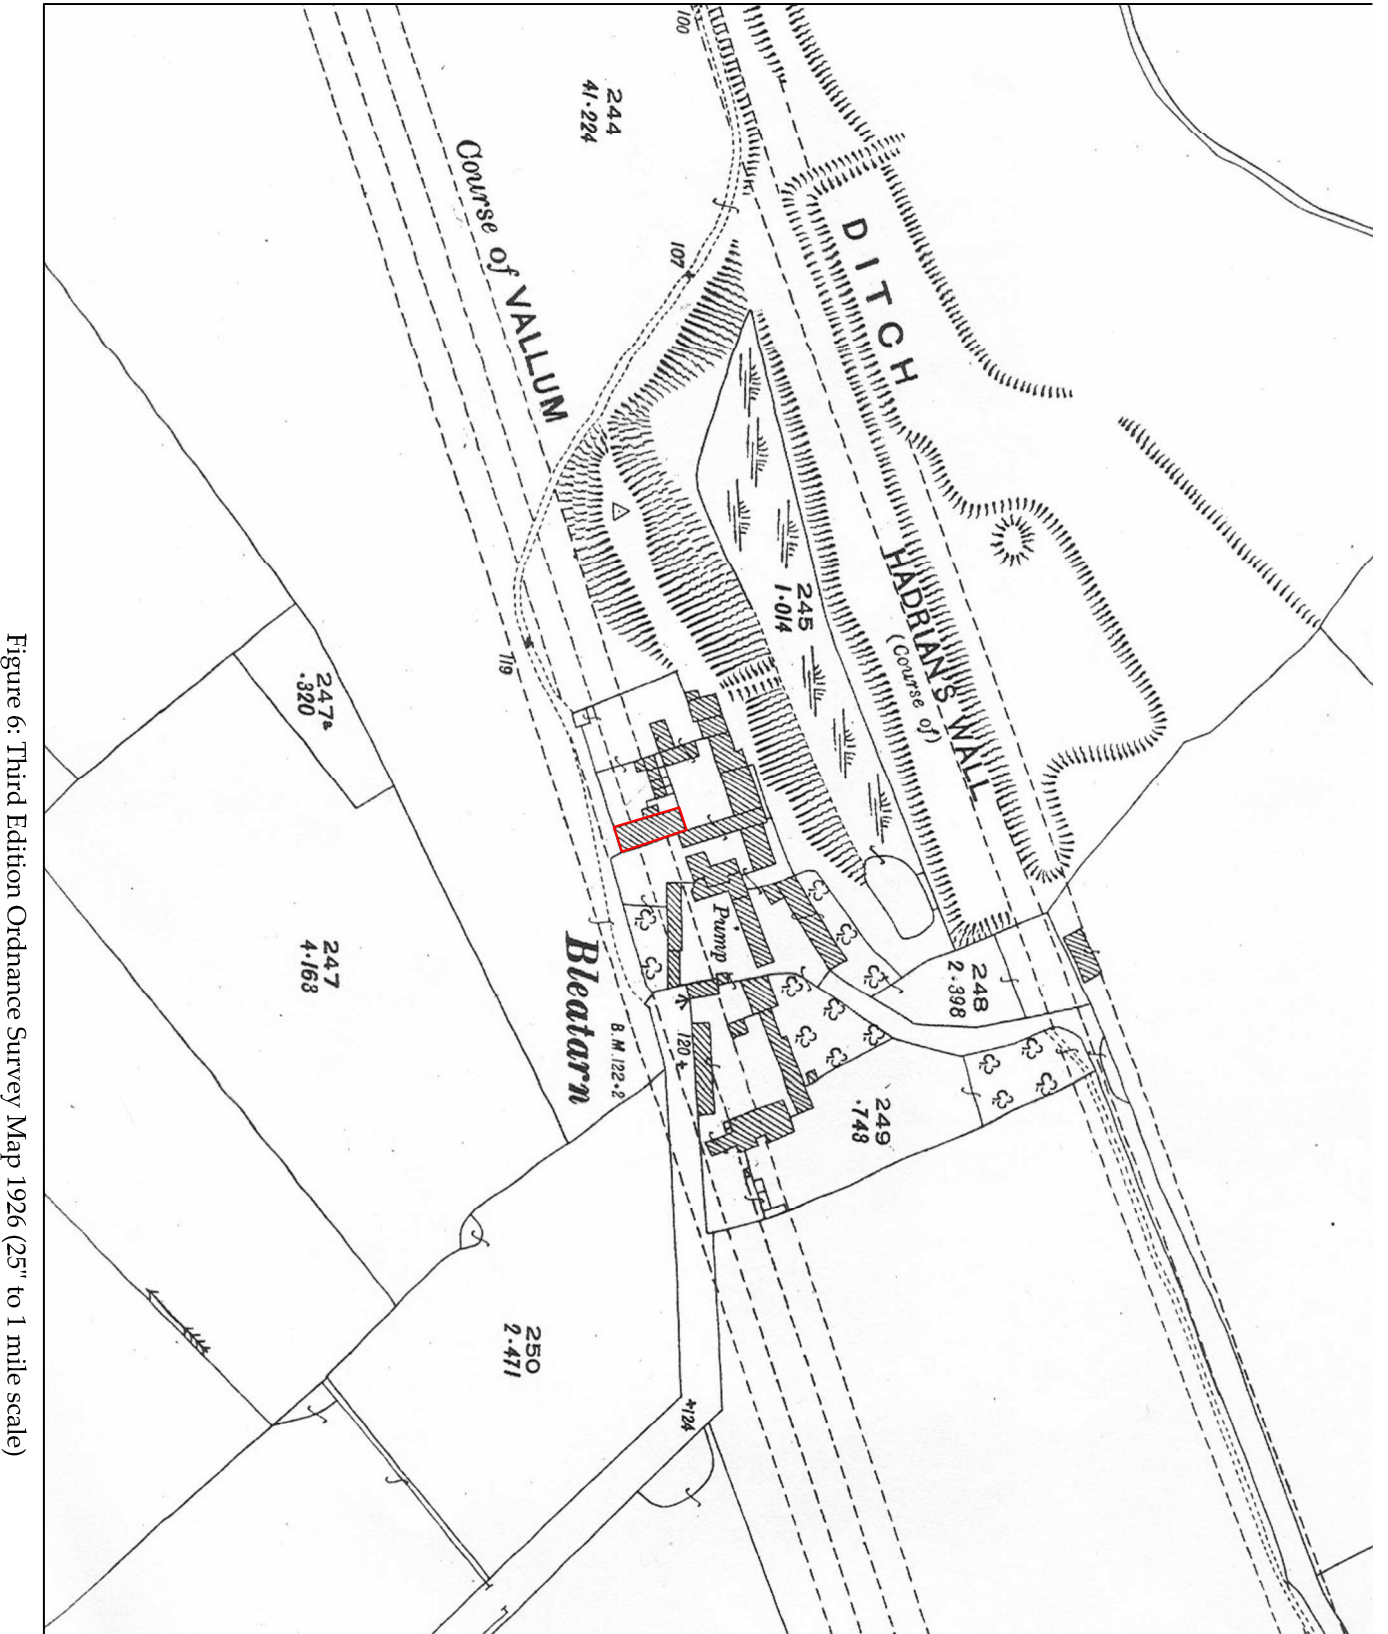 100
244
41·224
DITCH
Course of VALLUM
107
HADRIAN'S WALL
(Course of)
245
1·014
119
247a
·320
Pump
248
2·398
247
4·163
Bleatarn
B.M. 122·2
120
249
·743
250
2·471
124
Figure 6: Third Edition Ordnance Survey Map 1926 (25" to 1 mile scale)